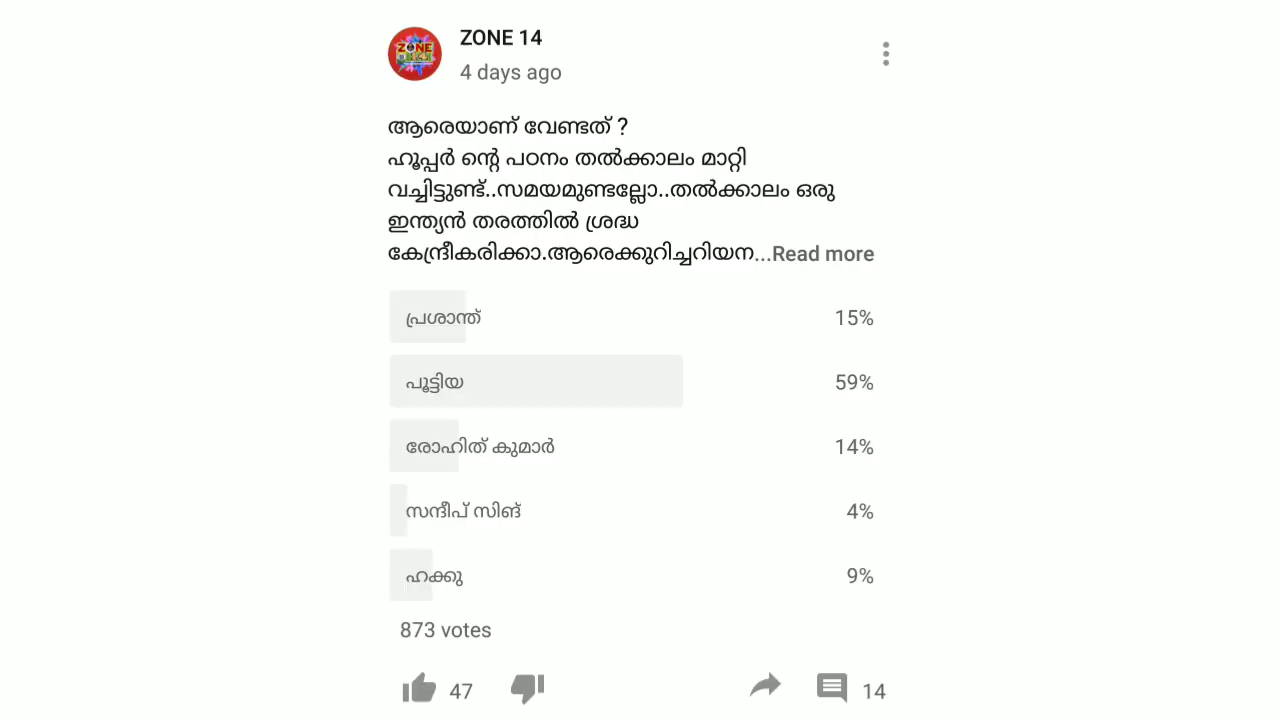 ZONE
ZONE 14
4 days ago
ആരെയാണ് വേണ്ടത് ?
ഹൂപ്പർ ന്റെ പഠനം തൽക്കാലം മാറ്റി
വച്ചിട്ടുണ്ട്..സമയമുണ്ടല്ലോ..തൽക്കാലം ഒരു
ഇന്ത്യൻ തരത്തിൽ ശ്രദ്ധ
കേന്ദ്രീകരിക്കാ.ആരെക്കുറിച്ചറിയന...Read more
പ്രശാന്ത് 15%
പൂട്ടിയ 59%
രോഹിത് കുമാർ 14%
സന്ദീപ് സിങ് 4%
ഹക്കു 9%
873 votes
47 14